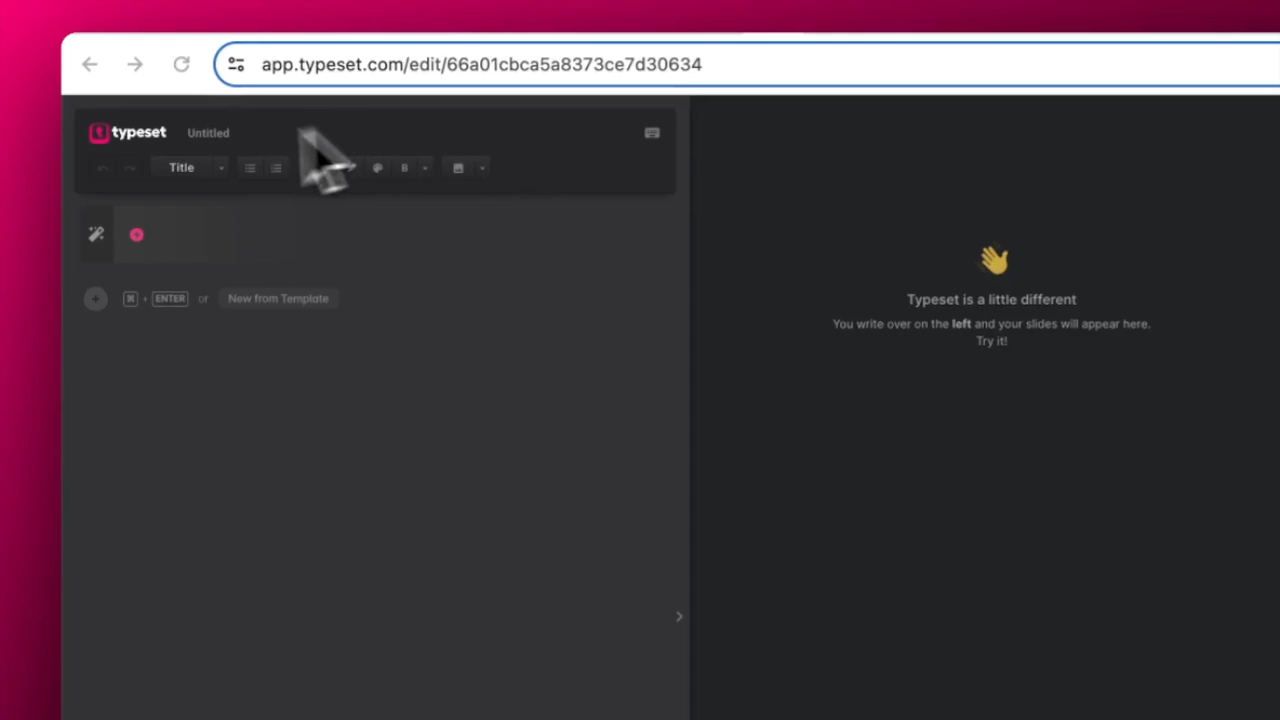 app.typeset.com/edit/66a01cbca5a8373ce7d30634
typeset Untitled
Title B
⌘ + ENTER or New from Template
Typeset is a little different
You write over on the left and your slides will appear here.
Try it!